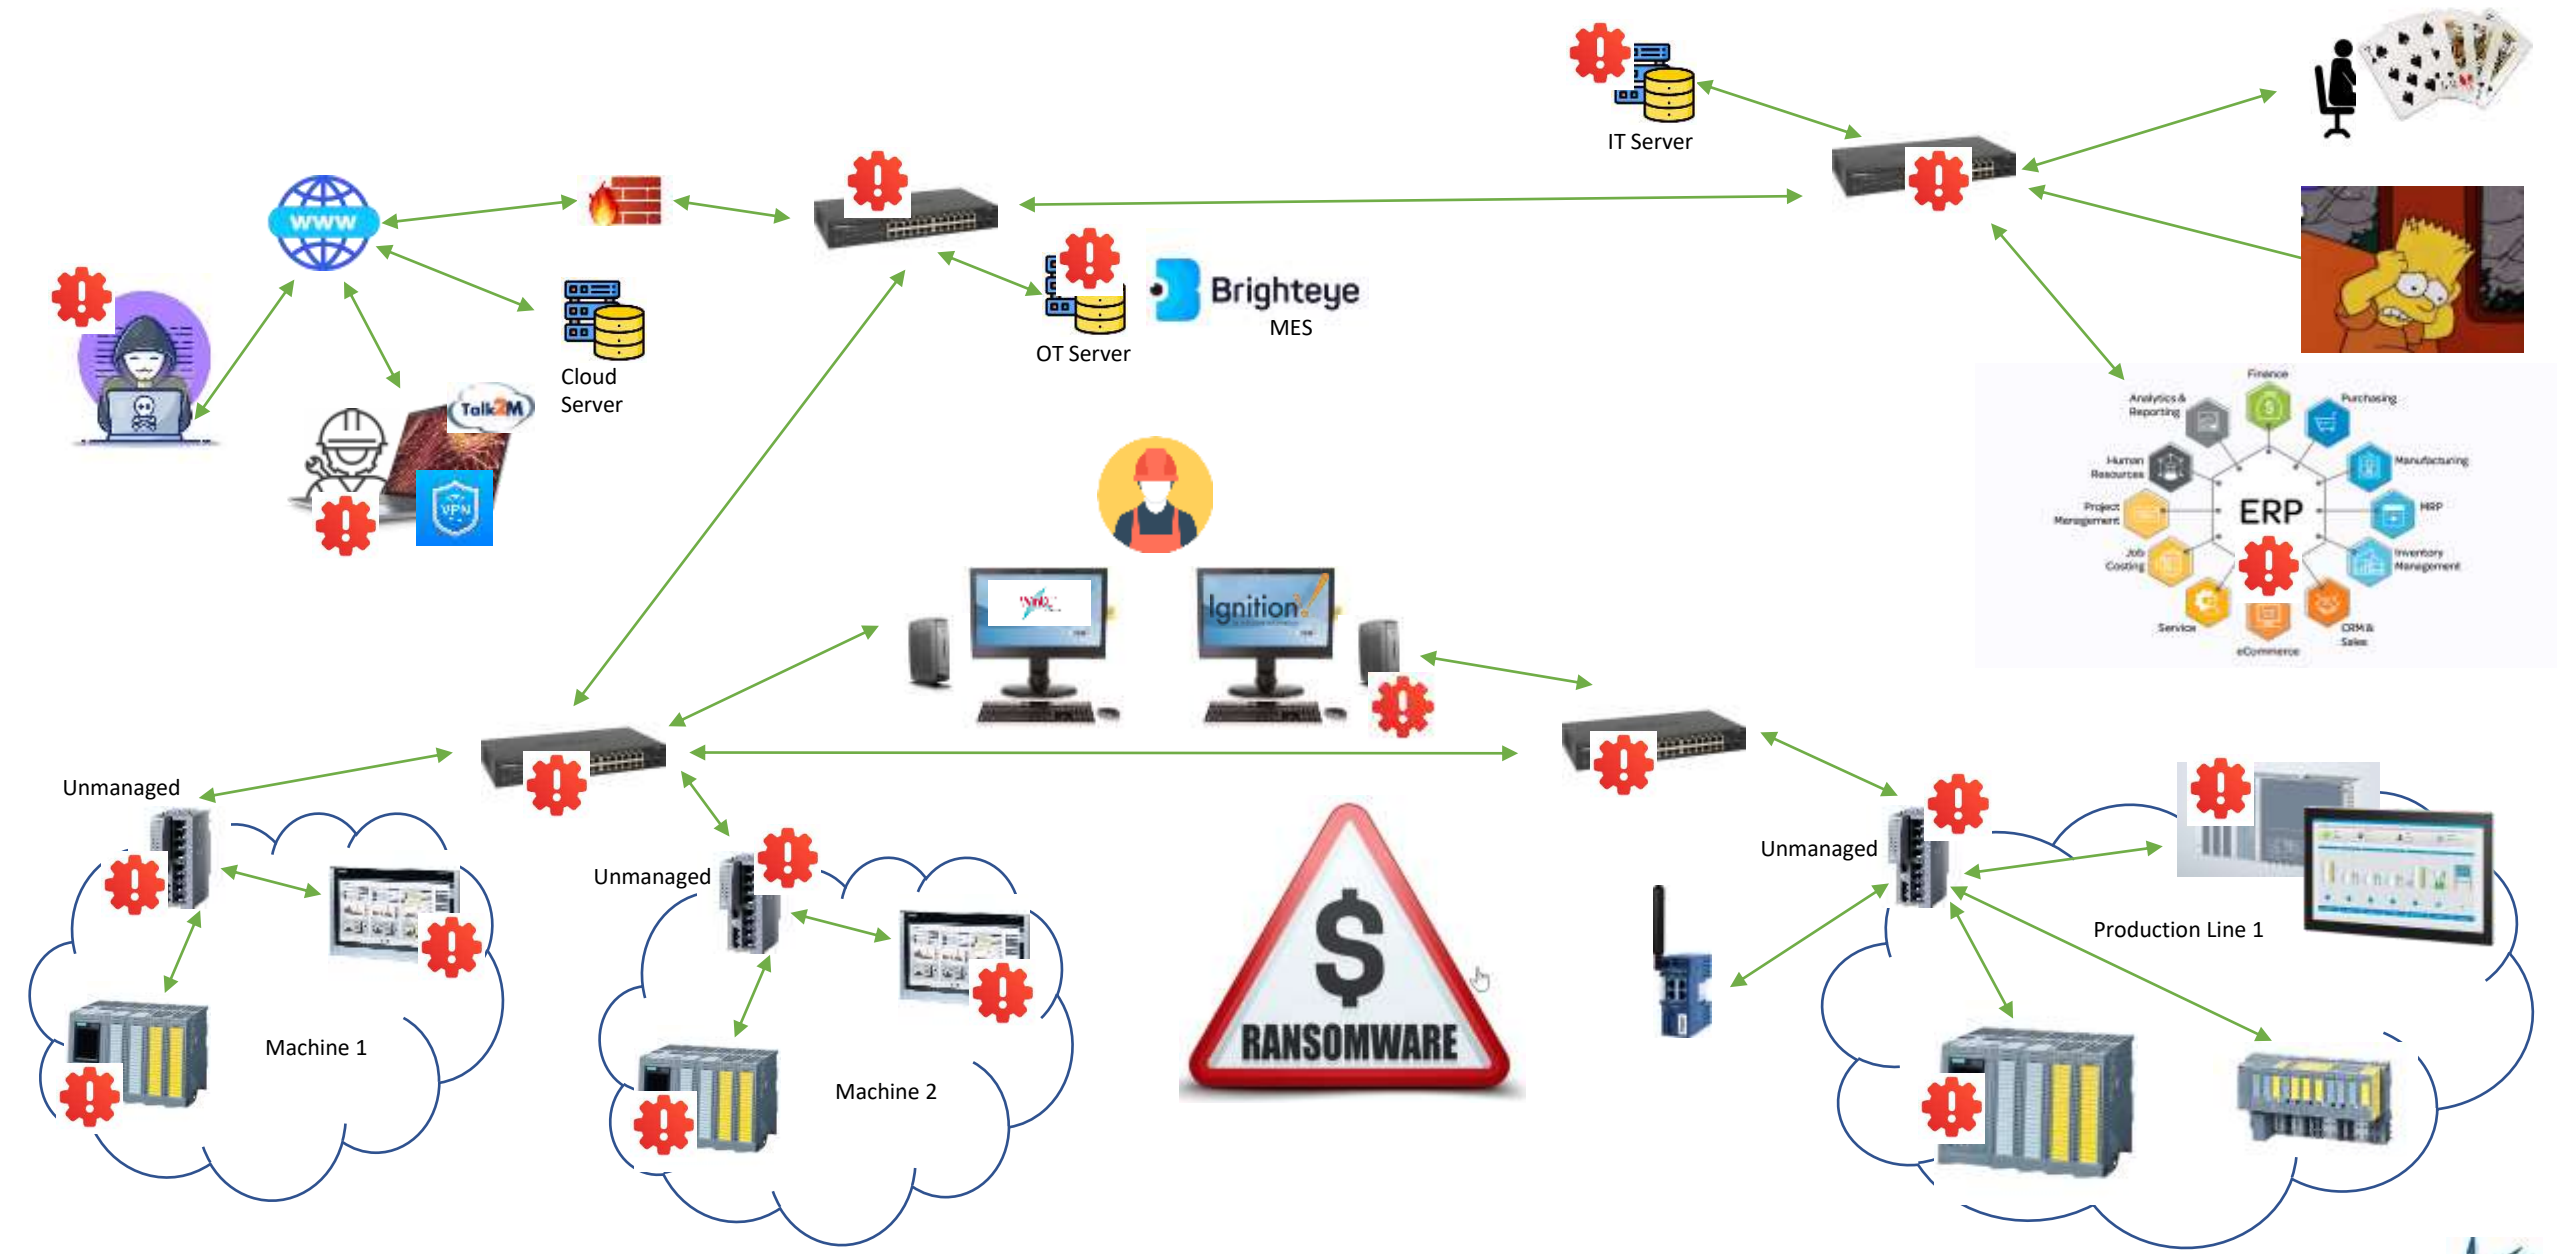 IT Server
www
Brighteye
MES
OT Server
Cloud
Server
Talk2M
VPN
Finance
Analytics &
Reporting
Purchasing
Human
Resources
Manufacturing
Project
Management
ERP
MRP
Job
Costing
Inventory
Management
Service
CRM &
Sales
eCommerce
Ignition!
Unmanaged
Unmanaged
Unmanaged
Production Line 1
Machine 1
Machine 2
$
RANSOMWARE